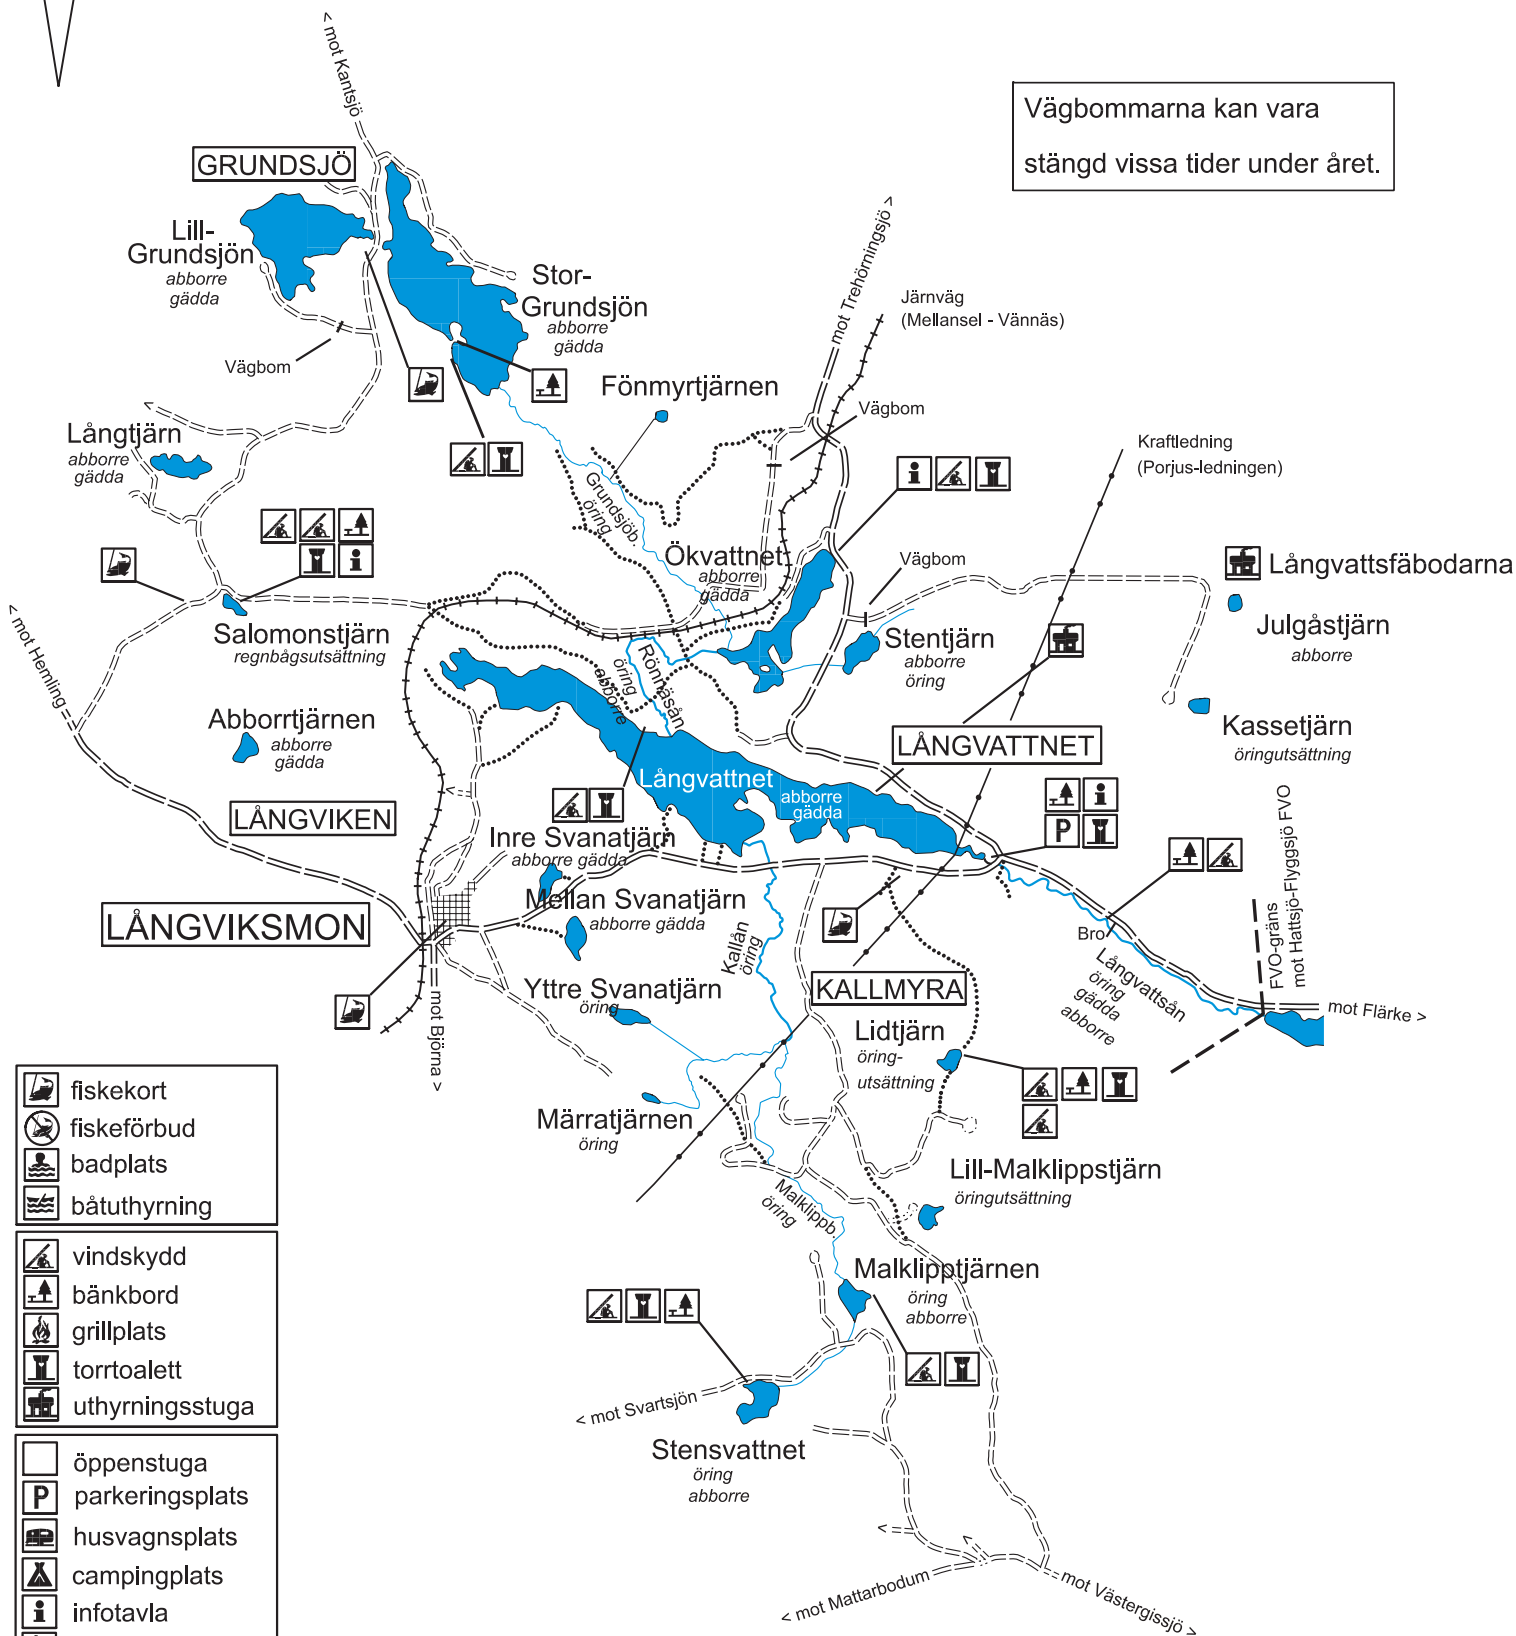 < mot Kantsjö
Vägbommarna kan vara
stängd vissa tider under året.
GRUNDSJÖ
Lill-
Grundsjön
abborre
gädda
Stor-
Grundsjön
abborre
gädda
mot Trehörningsjö >
Järnväg
(Mellansel - Vännäs)
Vägbom
Fönmyrtjärnen
Vägbom
Långtjärn
abborre
gädda
Kraftledning
(Porjus-ledningen)
Grundsjöb.
öring
Ökvattnet
abborre
gädda
Vägbom
Långvattsfäbodarna
Julgåstjärn
abborre
< mot Hemling
Salomonstjärn
regnbågsutsättning
Rönnäsån
öring
abborre
Stentjärn
abborre
öring
Kassetjärn
öringutsättning
Abborrtjärnen
abborre
gädda
LÅNGVATTNET
Långvattnet
abborre
gädda
LÅNGVIKEN
P
Inre Svanatjärn
abborre gädda
Mellan Svanatjärn
abborre gädda
LÅNGVIKSMON
Kallån
öring
Bro
Långvattsån
öring
gädda
abborre
FVO-gräns
mot Hattsjö-Flyggsjö FVO
Yttre Svanatjärn
öring
KALLMYRA
mot Flärke >
mot Björna >
Lidtjärn
öring-
utsättning
Märratjärnen
öring
Lill-Malklippstjärn
öringutsättning
Malklippb.
öring
Malklipptjärnen
öring
abborre
< mot Svartsjön
Stensvattnet
öring
abborre
< mot Mattarbodum
mot Västergissjö >
fiskekort
fiskeförbud
badplats
båtuthyrning
vindskydd
bänkbord
grillplats
torrtoalett
uthyrningsstuga
öppenstuga
P parkeringsplats
husvagnsplats
campingplats
i infotavla